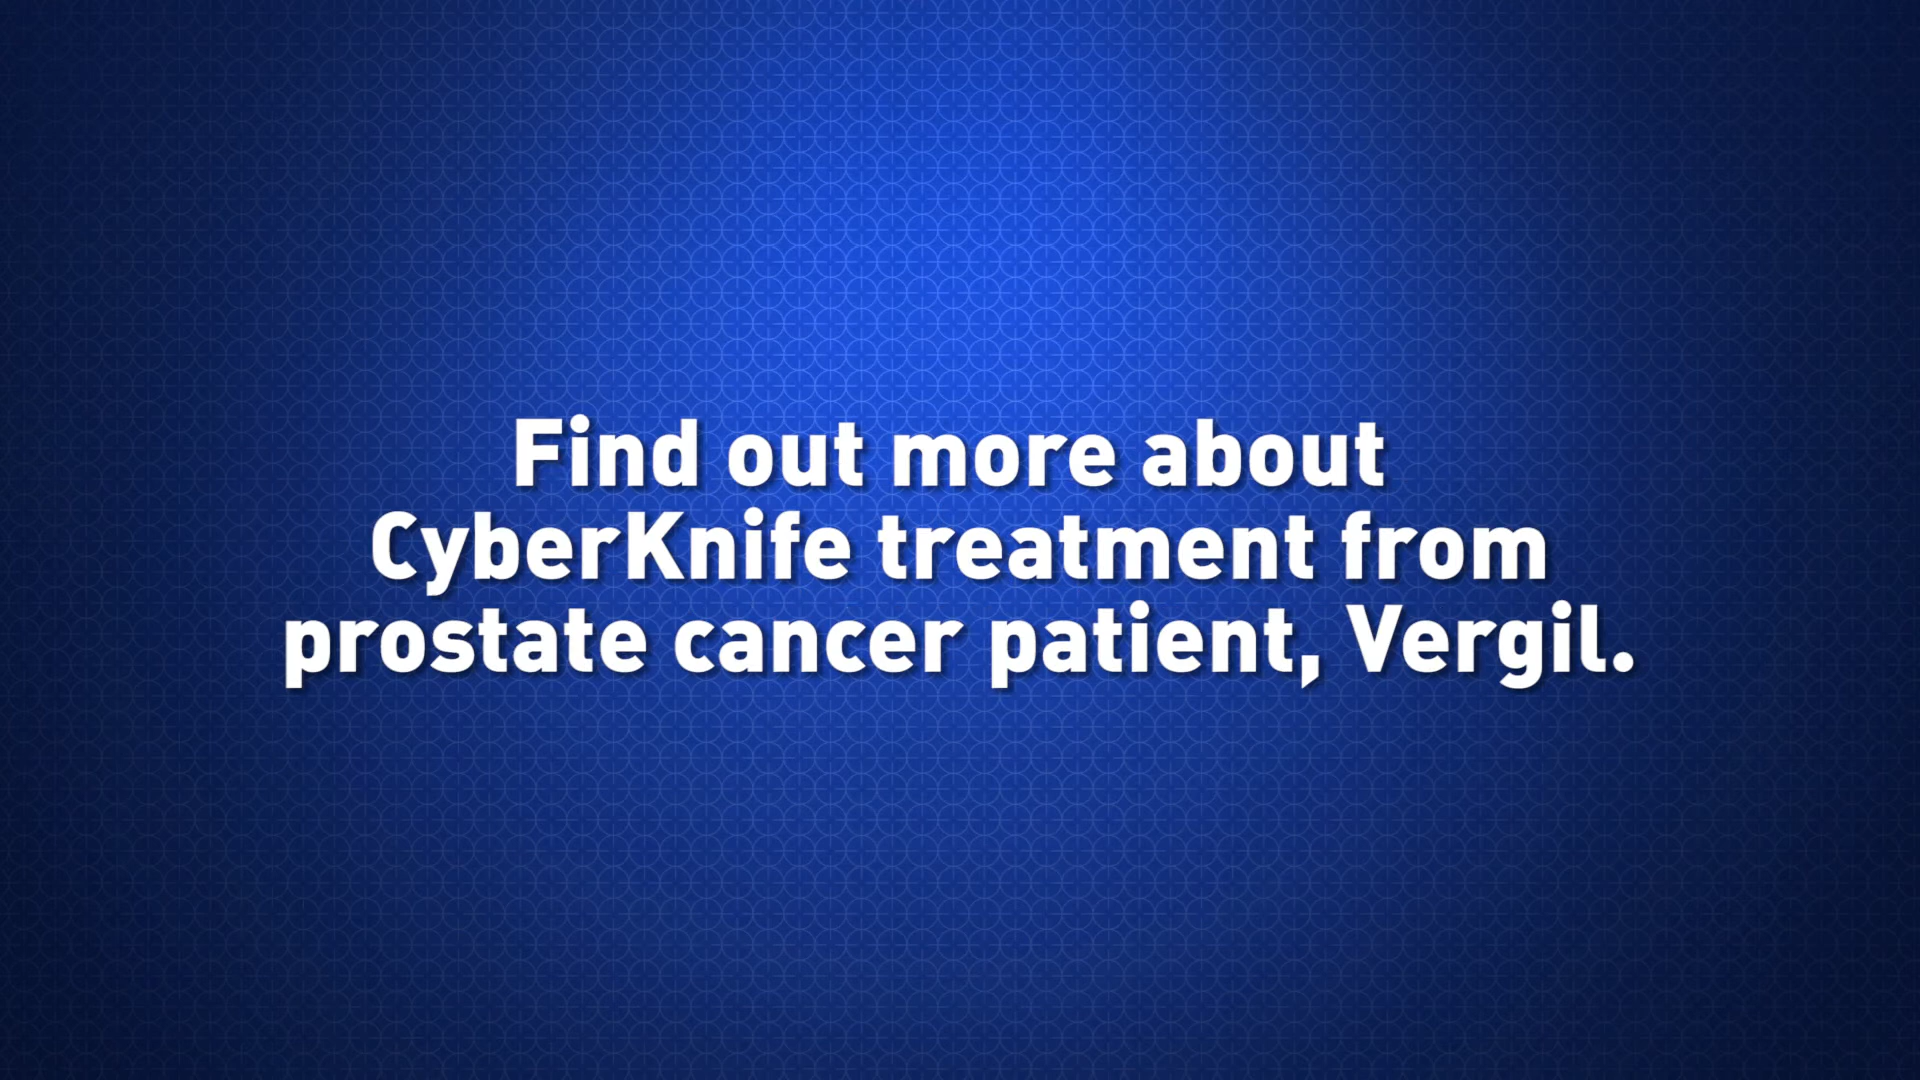 Find out more about
CyberKnife treatment from
prostate cancer patient, Vergil.